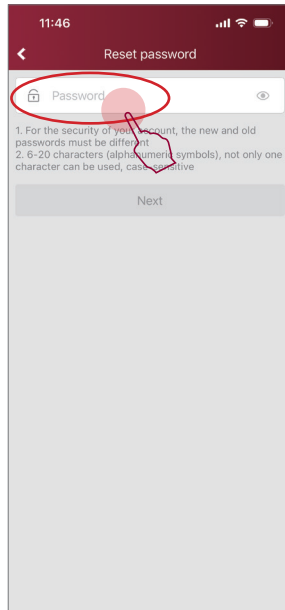 11:46
Reset password
Password
1. For the security of your account, the new and old
passwords must be different
2. 6-20 characters (alphanumeric symbols), not only one
character can be used, case-sensitive
Next